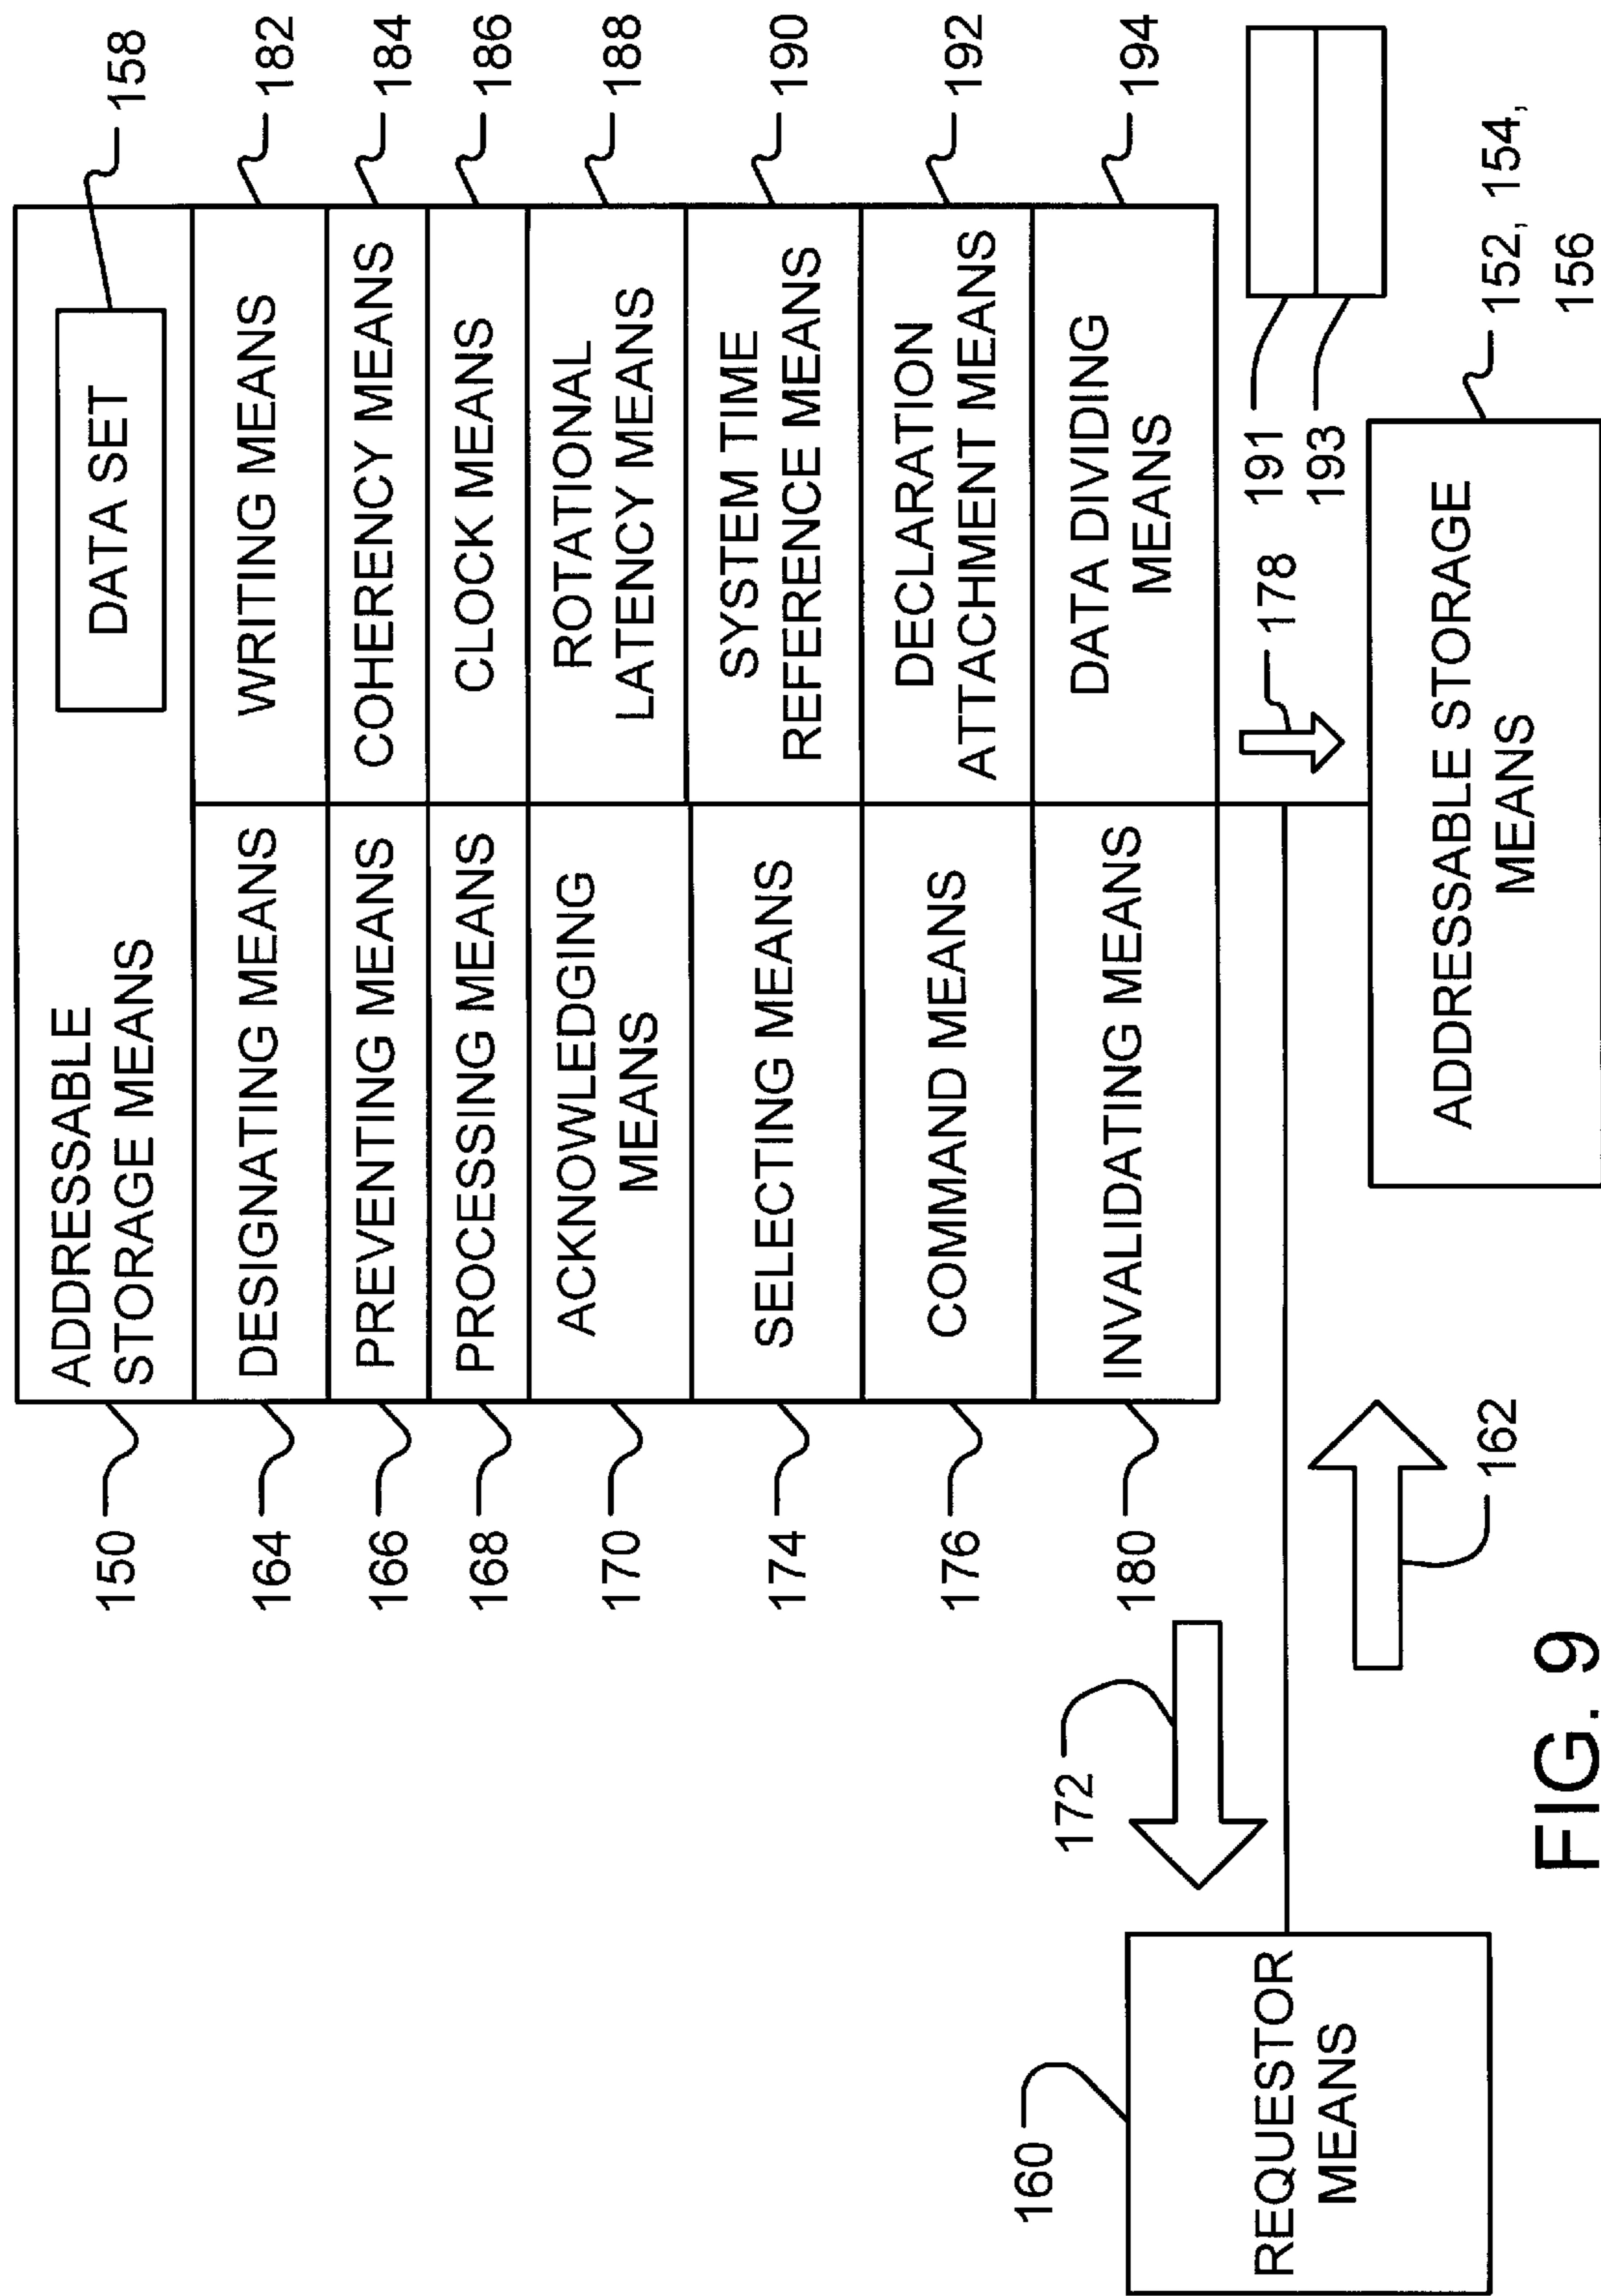 ADDRESSABLE
STORAGE MEANS
DATA SET
158
150
DESIGNATING MEANS
WRITING MEANS
164
182
PREVENTING MEANS
COHERENCY MEANS
166
184
PROCESSING MEANS
CLOCK MEANS
168
186
ACKNOWLEDGING
MEANS
ROTATIONAL
LATENCY MEANS
170
188
SELECTING MEANS
SYSTEM TIME
REFERENCE MEANS
174
190
COMMAND MEANS
DECLARATION
ATTACHMENT MEANS
176
192
INVALIDATING MEANS
DATA DIVIDING
MEANS
180
194
172
178
191
193
160
REQUESTOR
MEANS
162
ADDRESSABLE STORAGE
MEANS
152, 154,
156
FIG. 9